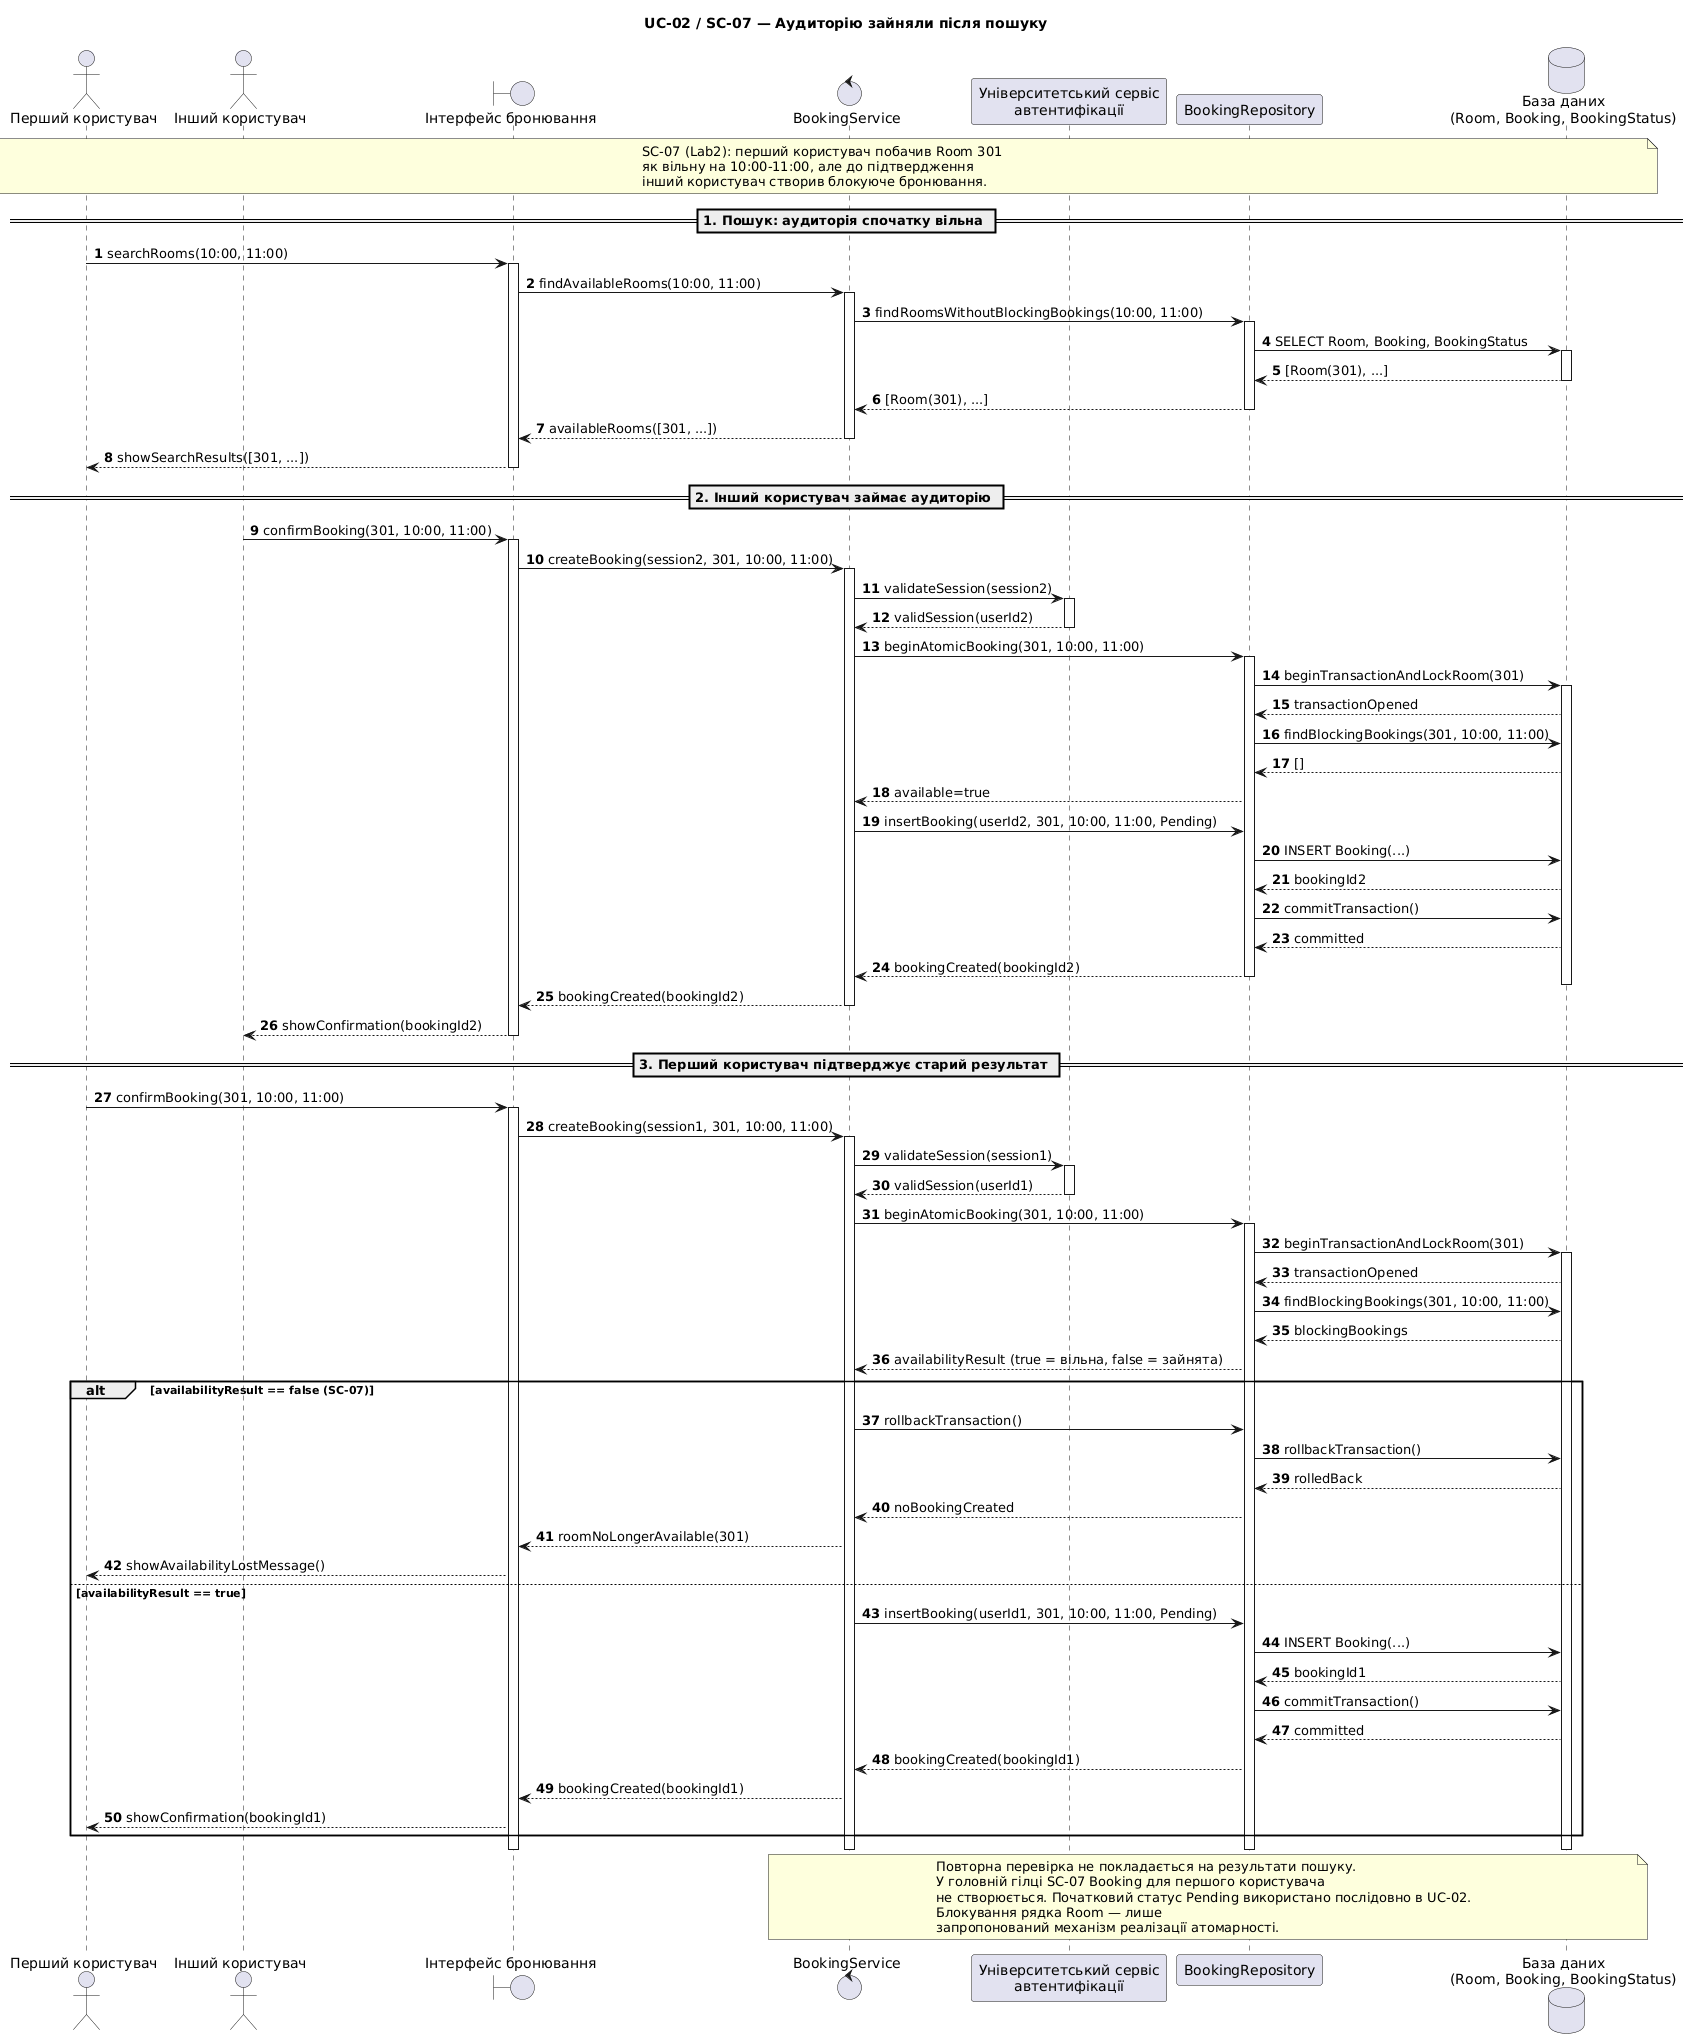 UC-02 / SC-07 — Аудиторію зайняли після пошуку
Перший користувач
Інший користувач
Інтерфейс бронювання
BookingService
Університетський сервіс
автентифікації
BookingRepository
База даних
(Room, Booking, BookingStatus)
SC-07 (Lab2): перший користувач побачив Room 301
як вільну на 10:00-11:00, але до підтвердження
інший користувач створив блокуюче бронювання.
1. Пошук: аудиторія спочатку вільна
1 searchRooms(10:00, 11:00)
2 findAvailableRooms(10:00, 11:00)
3 findRoomsWithoutBlockingBookings(10:00, 11:00)
4 SELECT Room, Booking, BookingStatus
5 [Room(301), ...]
6 [Room(301), ...]
7 availableRooms([301, ...])
8 showSearchResults([301, ...])
2. Інший користувач займає аудиторію
9 confirmBooking(301, 10:00, 11:00)
10 createBooking(session2, 301, 10:00, 11:00)
11 validateSession(session2)
12 validSession(userId2)
13 beginAtomicBooking(301, 10:00, 11:00)
14 beginTransactionAndLockRoom(301)
15 transactionOpened
16 findBlockingBookings(301, 10:00, 11:00)
17 []
18 available=true
19 insertBooking(userId2, 301, 10:00, 11:00, Pending)
20 INSERT Booking(...)
21 bookingId2
22 commitTransaction()
23 committed
24 bookingCreated(bookingId2)
25 bookingCreated(bookingId2)
26 showConfirmation(bookingId2)
3. Перший користувач підтверджує старий результат
27 confirmBooking(301, 10:00, 11:00)
28 createBooking(session1, 301, 10:00, 11:00)
29 validateSession(session1)
30 validSession(userId1)
31 beginAtomicBooking(301, 10:00, 11:00)
32 beginTransactionAndLockRoom(301)
33 transactionOpened
34 findBlockingBookings(301, 10:00, 11:00)
35 blockingBookings
36 availabilityResult (true = вільна, false = зайнята)
alt [availabilityResult == false (SC-07)]
37 rollbackTransaction()
38 rollbackTransaction()
39 rolledBack
40 noBookingCreated
41 roomNoLongerAvailable(301)
42 showAvailabilityLostMessage()
[availabilityResult == true]
43 insertBooking(userId1, 301, 10:00, 11:00, Pending)
44 INSERT Booking(...)
45 bookingId1
46 commitTransaction()
47 committed
48 bookingCreated(bookingId1)
49 bookingCreated(bookingId1)
50 showConfirmation(bookingId1)
Повторна перевірка не покладається на результати пошуку.
У головній гілці SC-07 Booking для першого користувача
не створюється. Початковий статус Pending використано послідовно в UC-02.
Блокування рядка Room — лише
запропонований механізм реалізації атомарності.
Перший користувач
Інший користувач
Інтерфейс бронювання
BookingService
Університетський сервіс
автентифікації
BookingRepository
База даних
(Room, Booking, BookingStatus)